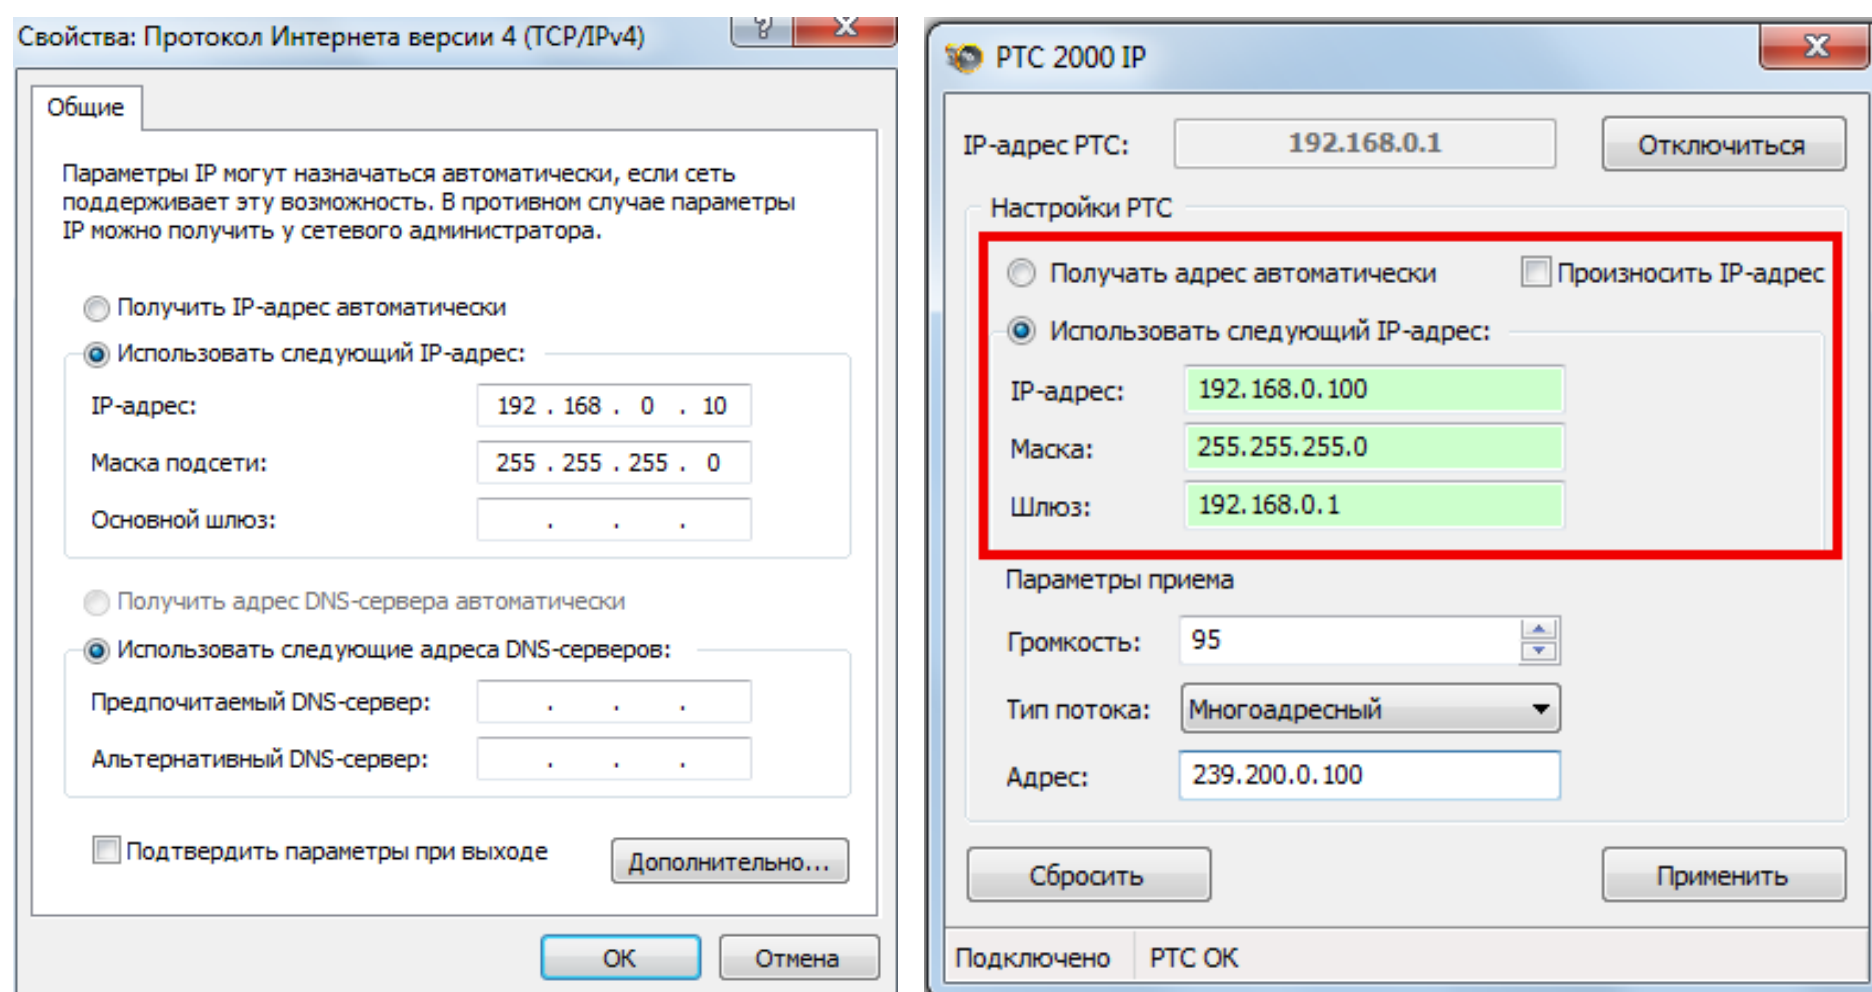 Свойства: Протокол Интернета версии 4 (TCP/IPv4)
?
X
Общие
Параметры IP могут назначаться автоматически, если сеть
поддерживает эту возможность. В противном случае параметры
IP можно получить у сетевого администратора.
Получить IP-адрес автоматически
Использовать следующий IP-адрес:
IP-адрес: 192 . 168 . 0 . 10
Маска подсети: 255 . 255 . 255 . 0
Основной шлюз: . . .
Получить адрес DNS-сервера автоматически
Использовать следующие адреса DNS-серверов:
Предпочитаемый DNS-сервер: . . .
Альтернативный DNS-сервер: . . .
Подтвердить параметры при выходе
Дополнительно...
ОК
Отмена
РТС 2000 IP
X
IP-адрес РТС: 192.168.0.1 Отключиться
Настройки РТС
Получать адрес автоматически Произносить IP-адрес
Использовать следующий IP-адрес:
IP-адрес: 192.168.0.100
Маска: 255.255.255.0
Шлюз: 192.168.0.1
Параметры приема
Громкость: 95
Тип потока: Многоадресный
Адрес: 239.200.0.100
Сбросить
Применить
Подключено РТС ОК